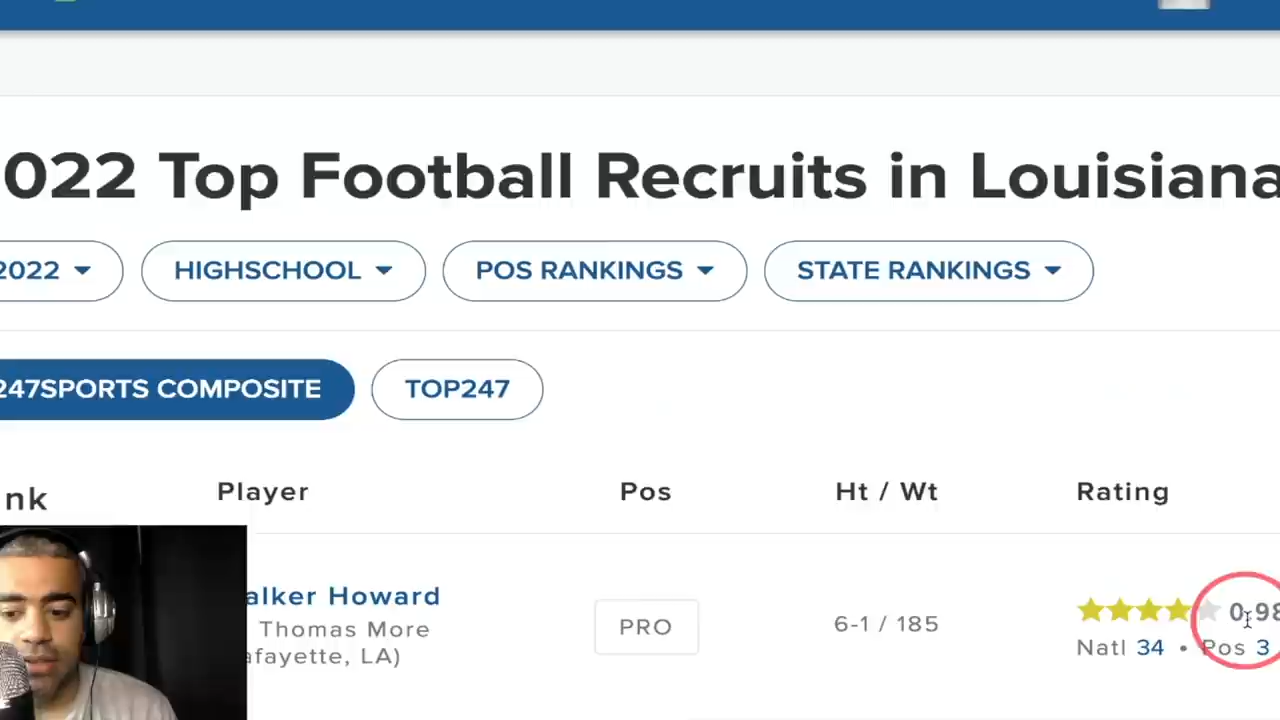 022 Top Football Recruits in Louisiana
2022 HIGHSCHOOL POS RANKINGS STATE RANKINGS
247SPORTS COMPOSITE TOP247
nk Player Pos Ht / Wt Rating
alker Howard
Thomas More
afayette, LA)
PRO
6-1 / 185
0.98
Natl 34 • Pos 3